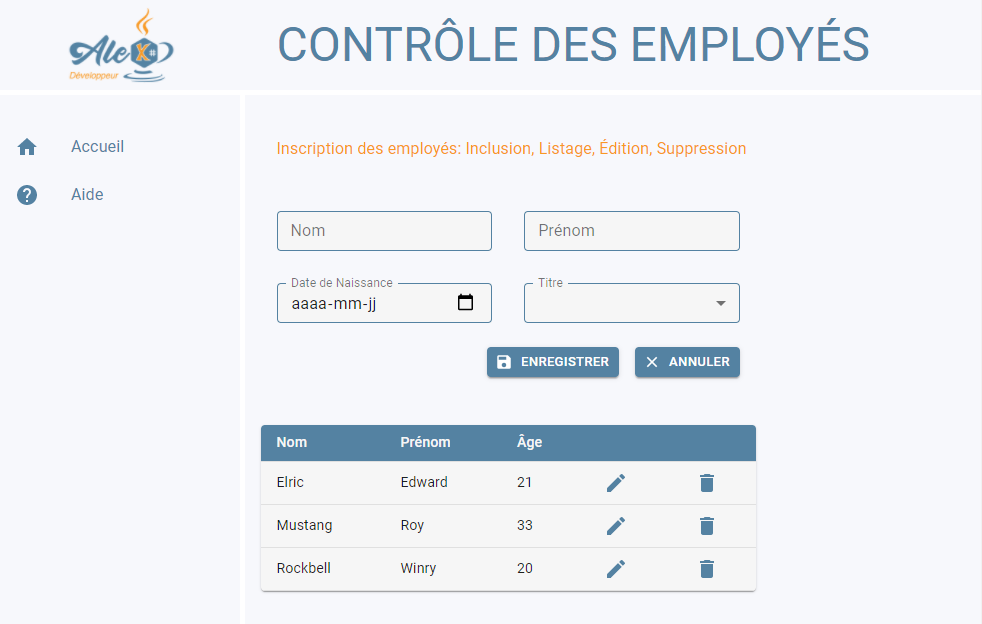 AleX#
Développeur
CONTRÔLE DES EMPLOYÉS
Accueil
Aide
Inscription des employés: Inclusion, Listage, Édition, Suppression
Nom Prénom
Date de Naissance Titre
aaaa-mm-jj
ENREGISTRER ANNULER
Nom Prénom Âge
Elric Edward 21
Mustang Roy 33
Rockbell Winry 20